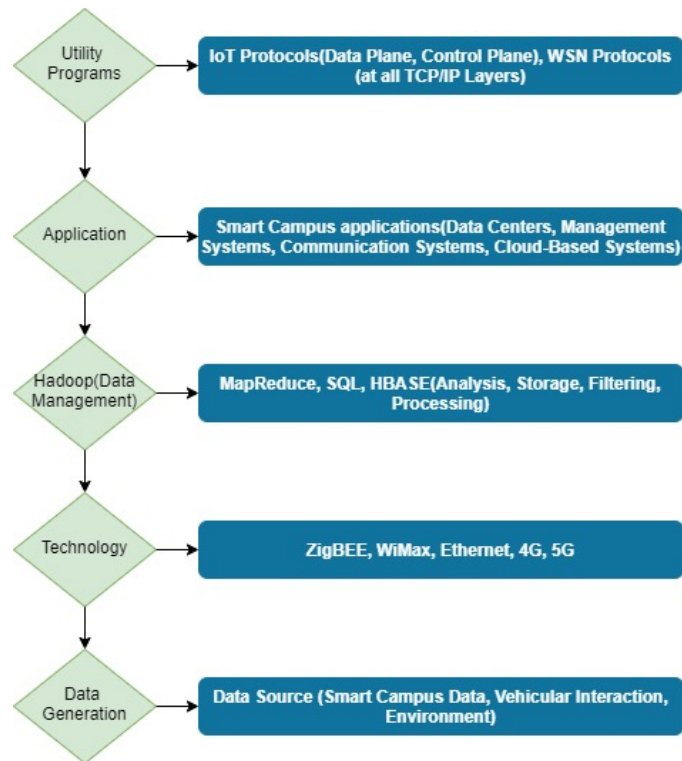 Utility
Programs
IoT Protocols(Data Plane, Control Plane), WSN Protocols
(at all TCP/IP Layers)
Application
Smart Campus applications(Data Centers, Management
Systems, Communication Systems, Cloud-Based Systems)
Hadoop(Data
Management)
MapReduce, SQL, HBASE(Analysis, Storage, Filtering,
Processing)
Technology
ZigBEE, WiMax, Ethernet, 4G, 5G
Data
Generation
Data Source (Smart Campus Data, Vehicular Interaction,
Environment)